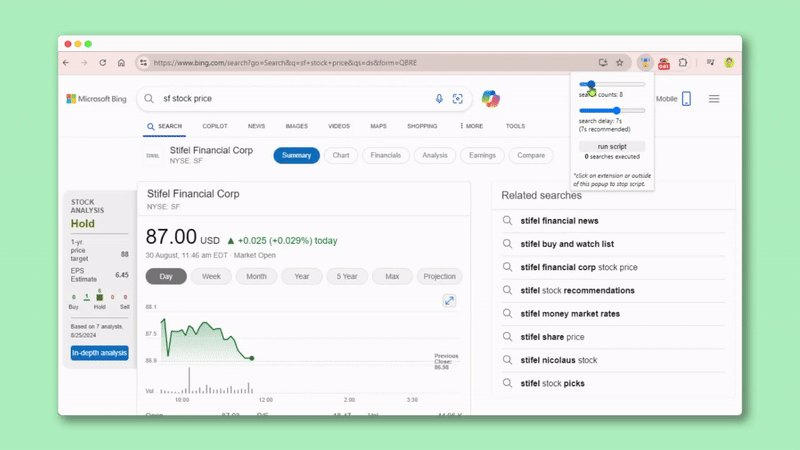 https://www.bing.com/search?go=Search&q=sf+stock+price&qs=ds&form=QBRE
Microsoft Bing
sf stock price
Mobile
SEARCH
COPILOT
NEWS
IMAGES
VIDEOS
MAPS
SHOPPING
MORE
TOOLS
search counts: 8
search delay: 7s
(7s recommended)
run script
0 searches executed
*click on extension or outside
of this popup to stop script.
Stifel Financial Corp
NYSE: SF
Summary
Chart
Financials
Analysis
Earnings
Compare
STOCK
ANALYSIS
Hold
1-yr.
price
target
88
EPS
Estimate
6.45
0 1 6 0 0
Buy Hold Sell
Based on 7 analysts,
8/25/2024
In-depth analysis
Stifel Financial Corp
NYSE: SF
87.00 USD ▲ +0.025 (+0.029%) today
30 August, 11:46 am EDT · Market Open
Day
Week
Month
Year
5 Year
Max
Projection
88.1
87.5
86.9
Previous
Close:
86.98
Vol
10:00 12:00 2:00 3:30
Open
Vol
Related searches
stifel financial news
stifel buy and watch list
stifel financial corp stock price
stifel stock recommendations
stifel money market rates
stifel share price
stifel nicolaus stock
stifel stock picks